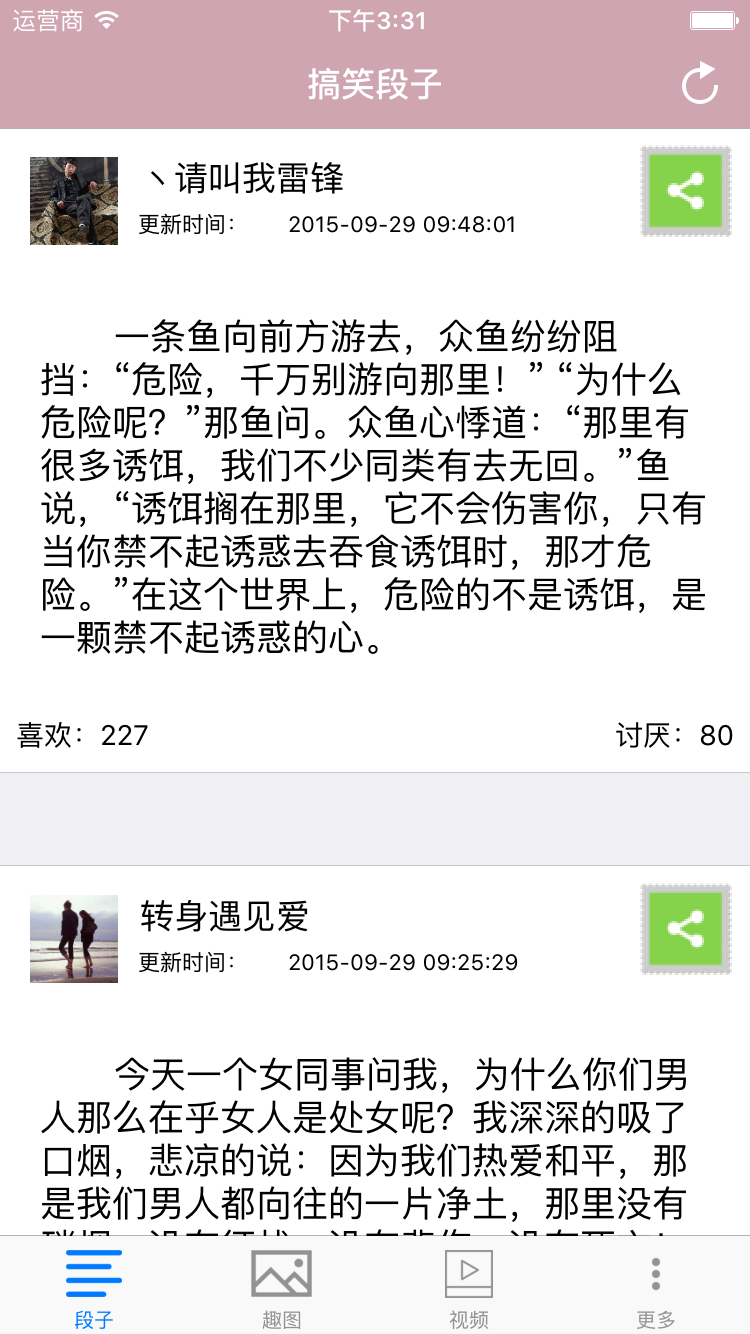 运营商
下午3:31
搞笑段子
丶请叫我雷锋
更新时间： 2015-09-29 09:48:01
一条鱼向前方游去，众鱼纷纷阻
挡：“危险，千万别游向那里！” “为什么
危险呢？”那鱼问。众鱼心悸道：“那里有
很多诱饵，我们不少同类有去无回。”鱼
说，“诱饵搁在那里，它不会伤害你，只有
当你禁不起诱惑去吞食诱饵时，那才危
险。”在这个世界上，危险的不是诱饵，是
一颗禁不起诱惑的心。
喜欢：227
讨厌：80
转身遇见爱
更新时间： 2015-09-29 09:25:29
今天一个女同事问我，为什么你们男
人那么在乎女人是处女呢？我深深的吸了
口烟，悲凉的说：因为我们热爱和平，那
是我们男人都向往的一片净土，那里没有
段子
趣图
视频
更多